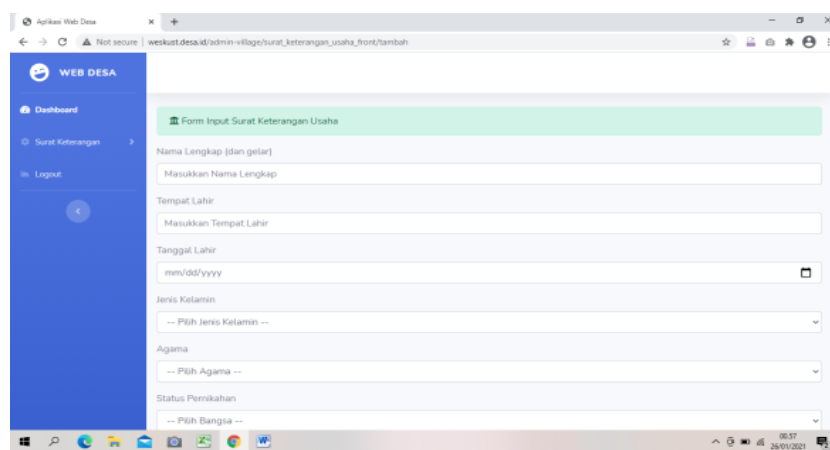 Aplikasi Web Desa
Not secure | weskust.desa.id/admin-village/surat_keterangan_usaha_front/tambah
WEB DESA
Dashboard
Surat Keterangan
Logout
Form Input Surat Keterangan Usaha
Nama Lengkap (dan gelar)
Masukkan Nama Lengkap
Tempat Lahir
Masukkan Tempat Lahir
Tanggal Lahir
mm/dd/yyyy
Jenis Kelamin
-- Pilih Jenis Kelamin --
Agama
-- Pilih Agama --
Status Pernikahan
-- Pilih Bangsa --
00.57
26/01/2021